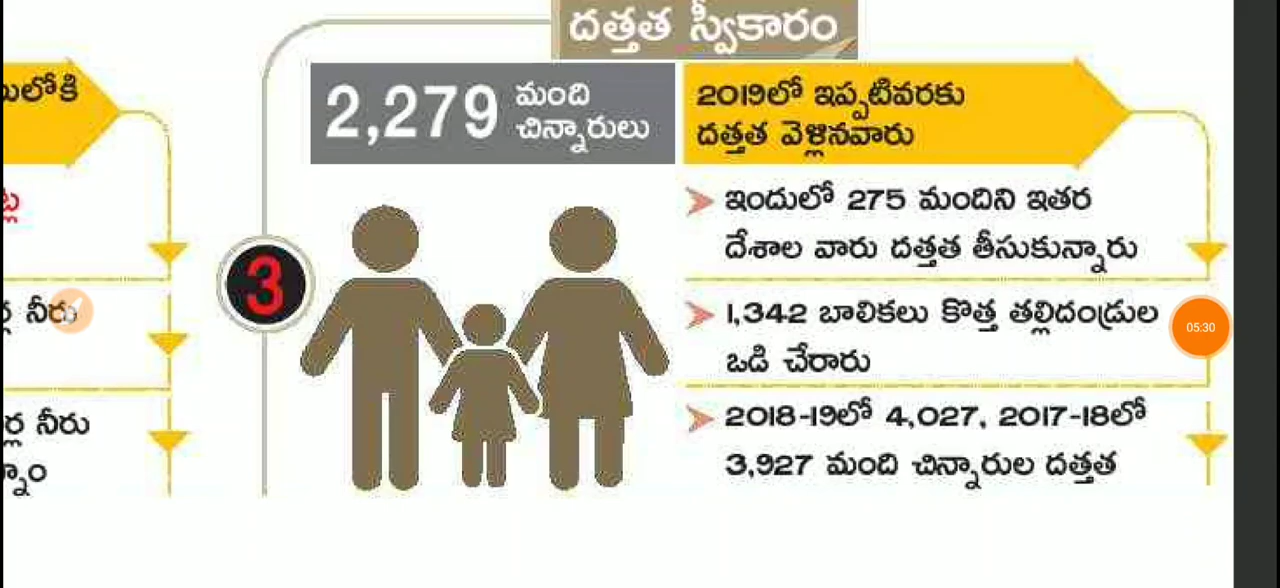 దత్తత స్వీకారం
2,279 మంది
చిన్నారులు
2019లో ఇప్పటివరకు
దత్తత వెళ్లినవారు
ఇందులో 275 మందిని ఇతర
దేశాల వారు దత్తత తీసుకున్నారు
1,342 బాలికలు కొత్త తల్లిదండ్రుల
ఒడి చేరారు
2018-19లో 4,027, 2017-18లో
3,927 మంది చిన్నారుల దత్తత
3
నీరు
నీరు
05:30